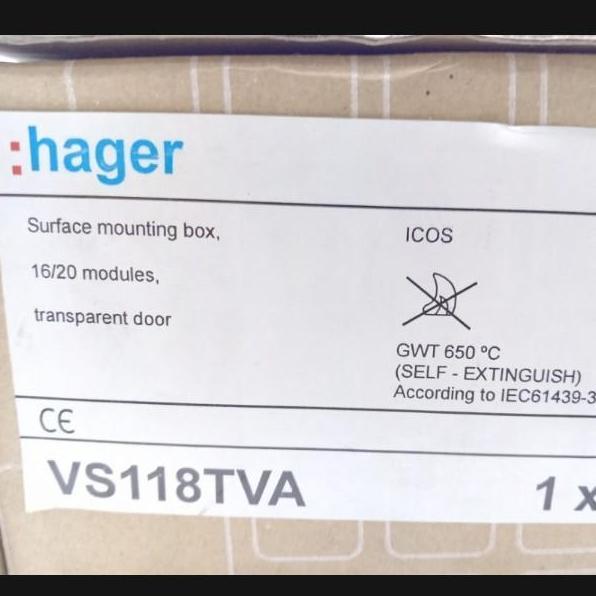 :hager
Surface mounting box,
16/20 modules,
transparent door
ICOS
GWT 650 ºC
(SELF - EXTINGUISH)
According to IEC61439-3
CE
VS118TVA
1 x